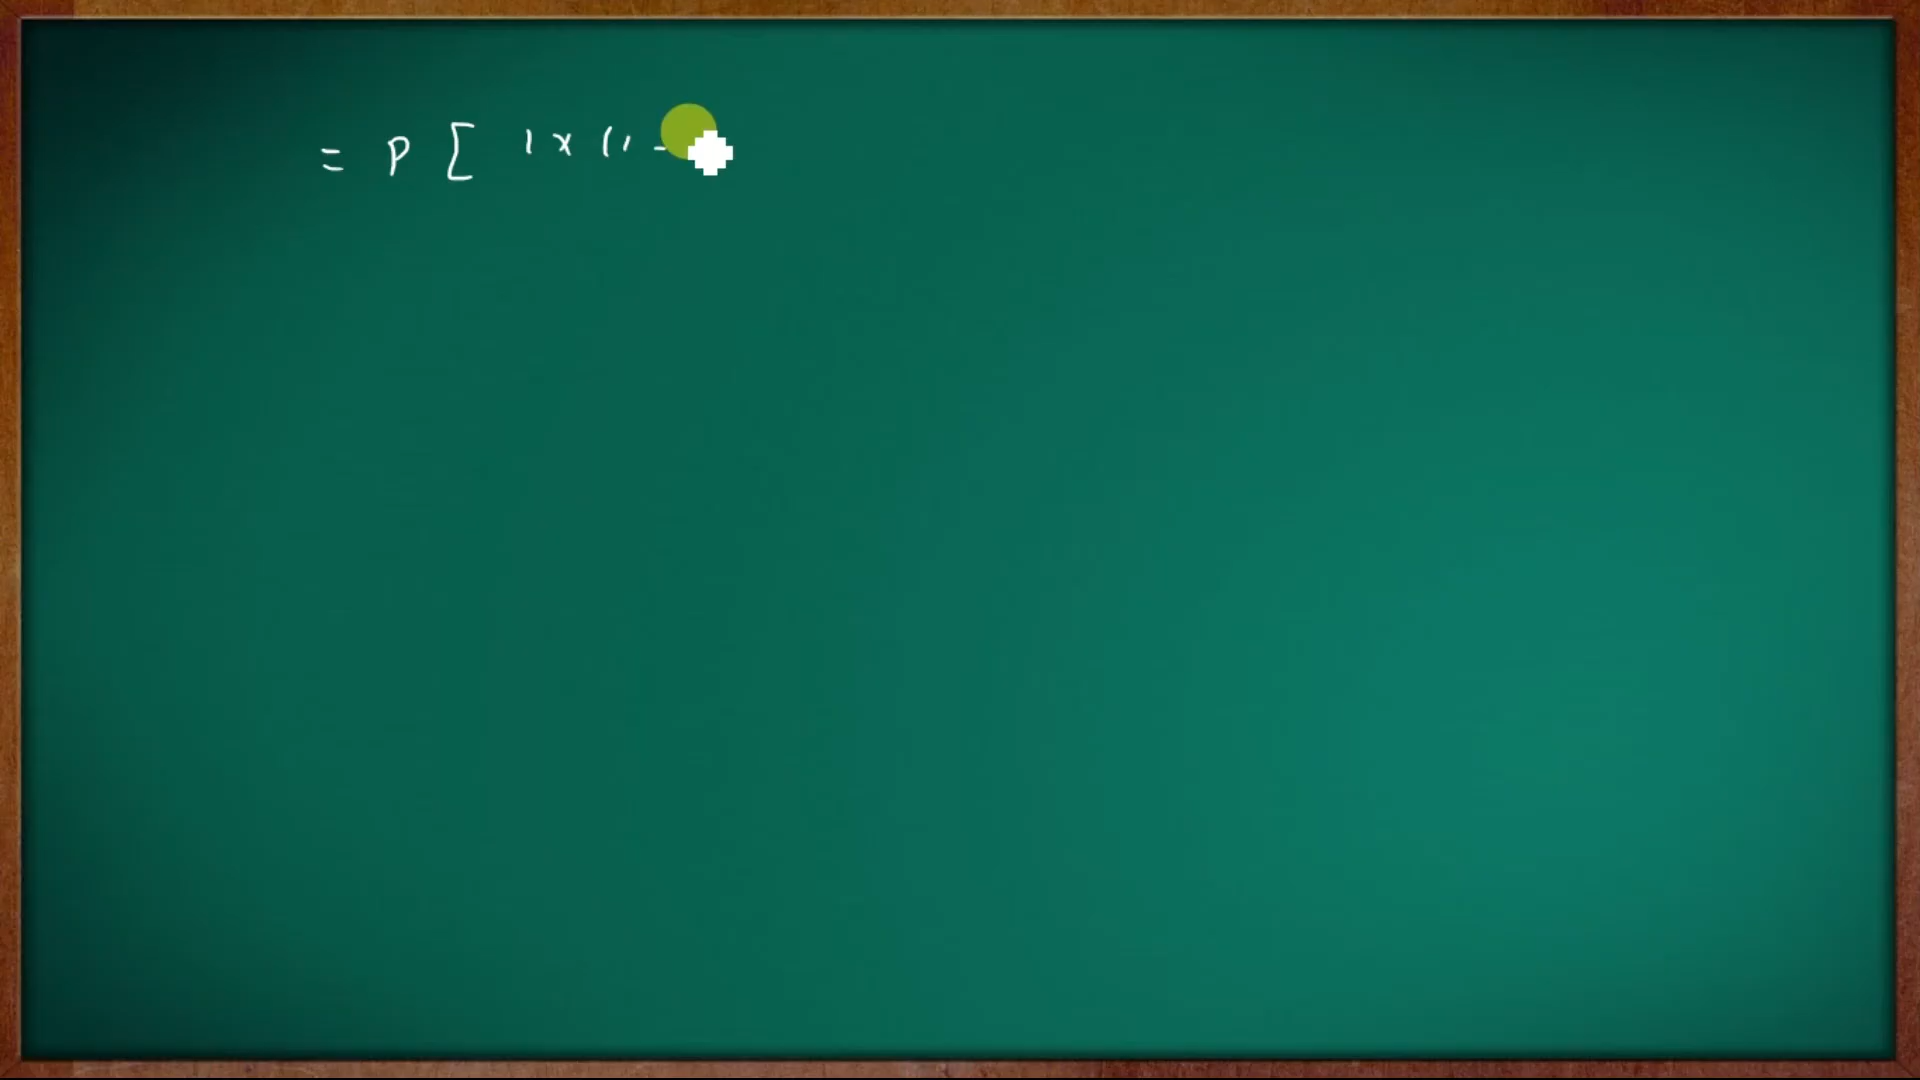 = P [ 1 x (1 -